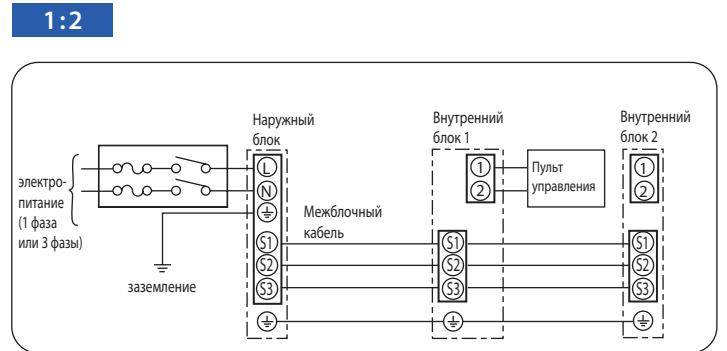 1:2
Наружный
блок
Внутренний
блок 1
Внутренний
блок 2
электро-
питание
(1 фаза
или 3 фазы)
L
N
S1
S2
S3
заземление
Межблочный
кабель
1
2
Пульт
управления
S1
S2
S3
1
2
S1
S2
S3